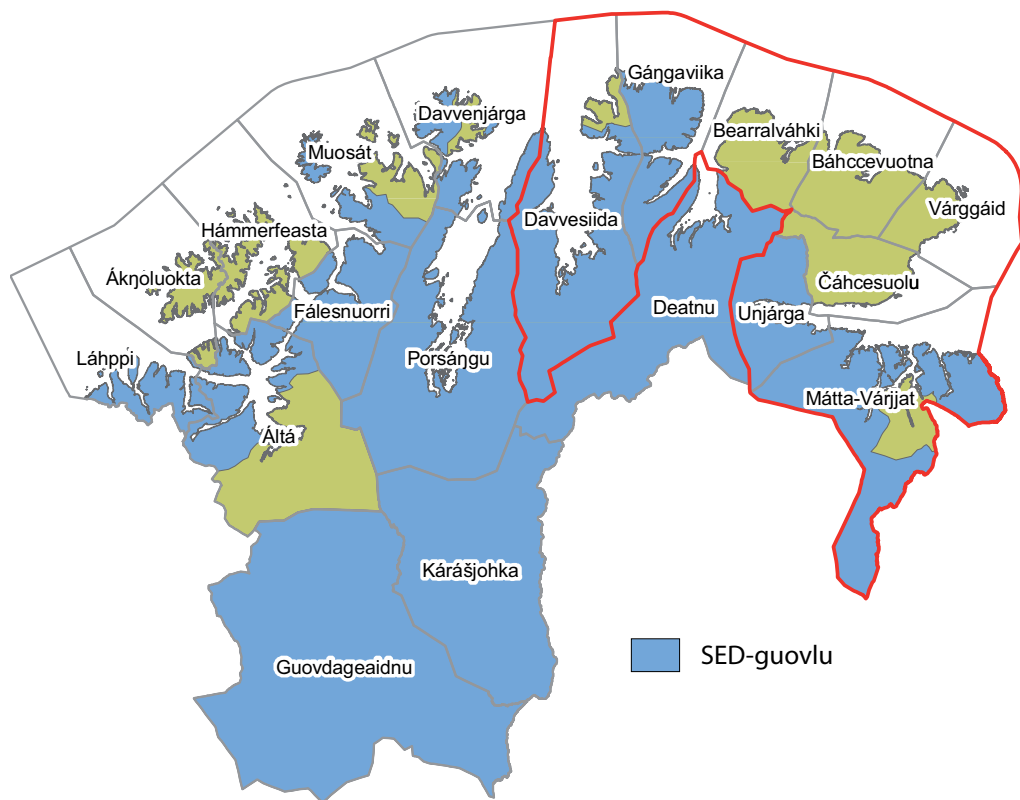 Gáŋgaviika
Davvenjárga
Bearralváhki
Muosát
Báhccevuotna
Várggáid
Davvesiida
Hámmerfeasta
Ákŋoluokta
Čáhcesuolu
Fálesnuorri
Deatnu
Unjárga
Láhppi
Porsáŋgu
Mátta-Várjjat
Áltá
Kárášjohka
SED-guovlu
Guovdageaidnu